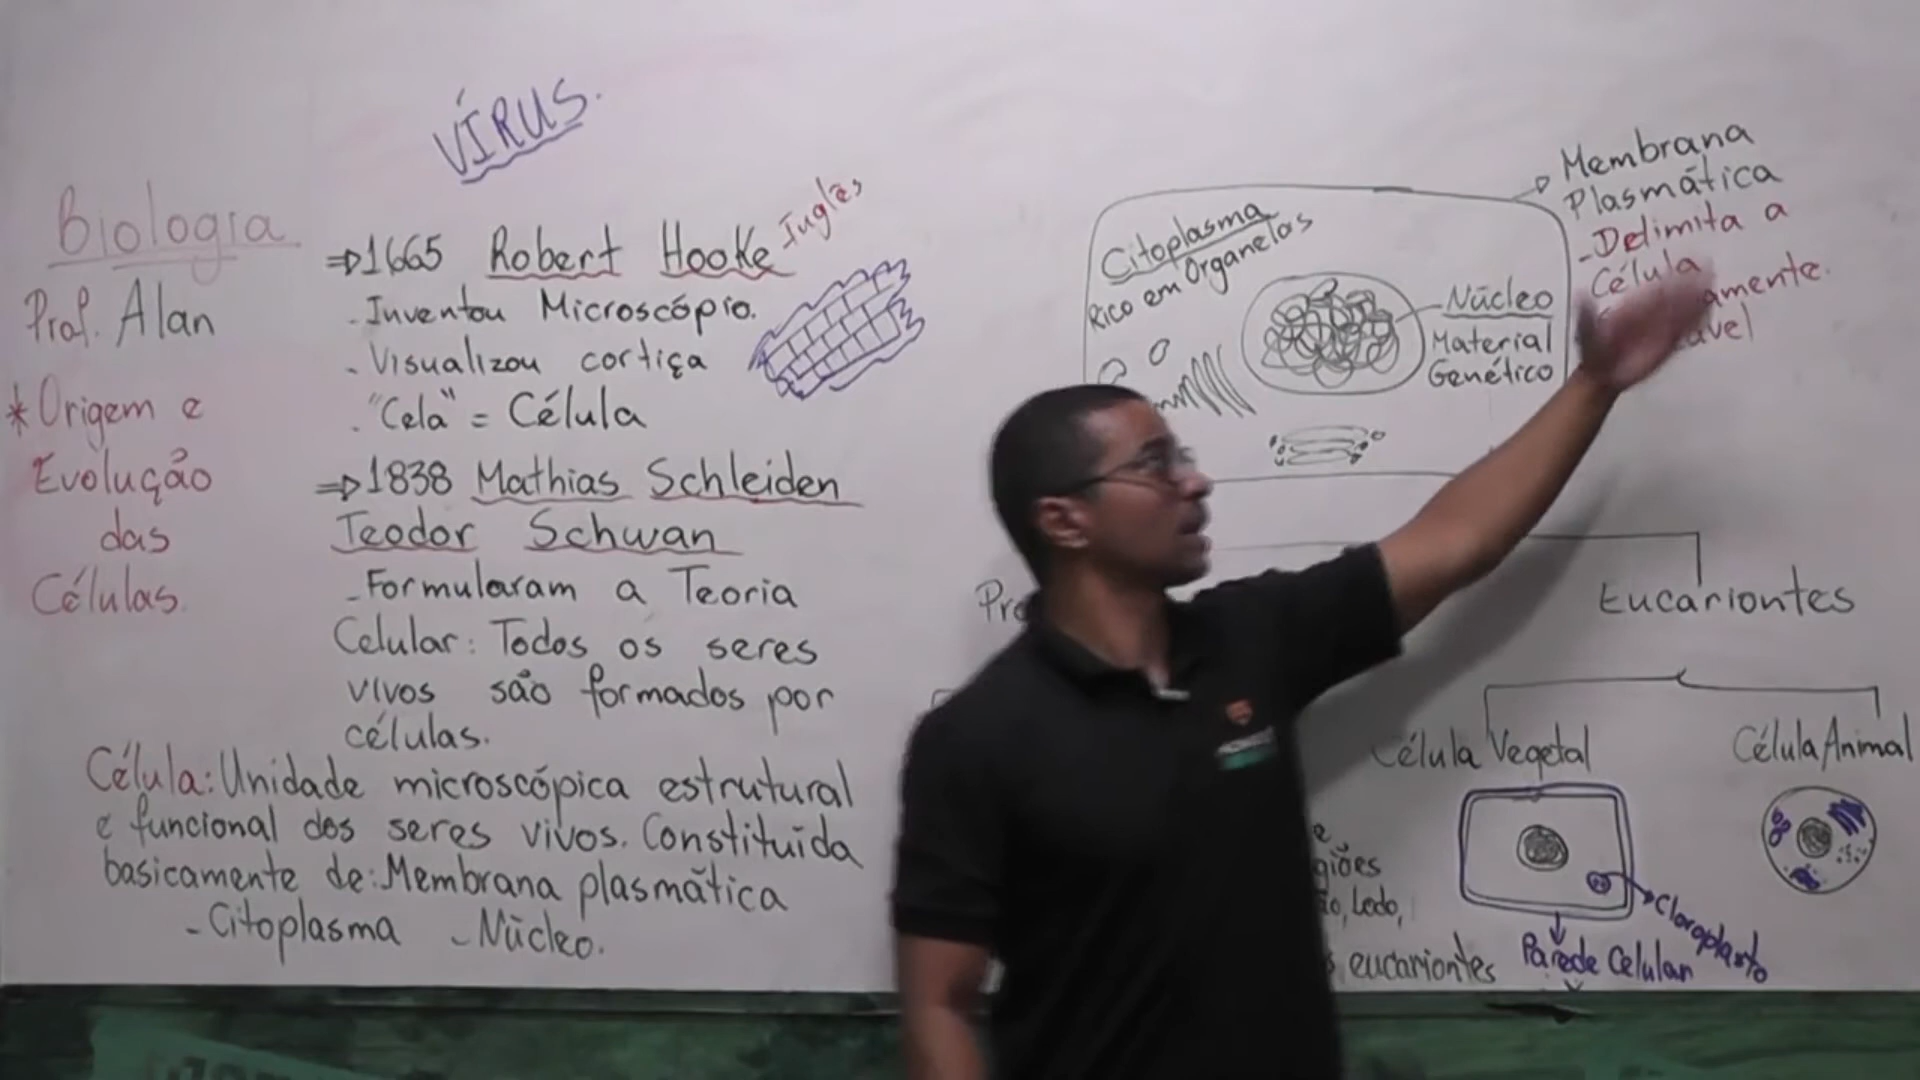 VÍRUS.
Biologia
Prof. Alan
*Origem e
Evolução
das
Células.
⇒1665 Robert Hooke Inglês
- Inventou Microscópio.
- Visualizou cortiça
. "Cela" = Célula
⇒1838 Mathias Schleiden
Teodor Schwan
- Formularam a Teoria
Celular: Todos os seres
vivos são formados por
células.
Célula: Unidade microscópica estrutural
e funcional dos seres vivos. Constituída
basicamente de: Membrana plasmática
- Citoplasma - Núcleo.
Citoplasma
Rico em Organelas
Núcleo
Material
Genético
Membrana
Plasmática
- Delimita a
Célula
Eucariontes
Célula Vegetal
Célula Animal
Cloroplasto
Parede Celular
e
Lodo,
eucariontes